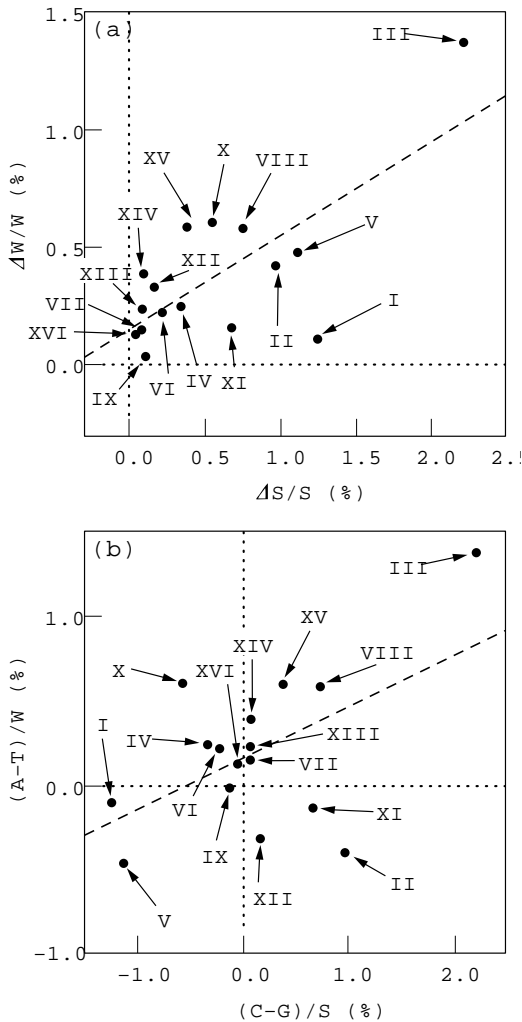 1.5
(a)
III
1.0
XV
X
VIII
ΔW/W (%)
XIV
V
0.5
XII
XIII
VII
I
XVI
II
0.0
IX
VI
IV
XI
0.0 0.5 1.0 1.5 2.0 2.5
ΔS/S (%)
(b)
III
1.0
XV
XIV
X
XVI
VIII
(A-T)/W (%)
I
IV
XIII
VII
0.0
VI
XI
IX
II
V
XII
-1.0
-1.0 0.0 1.0 2.0
(C-G)/S (%)